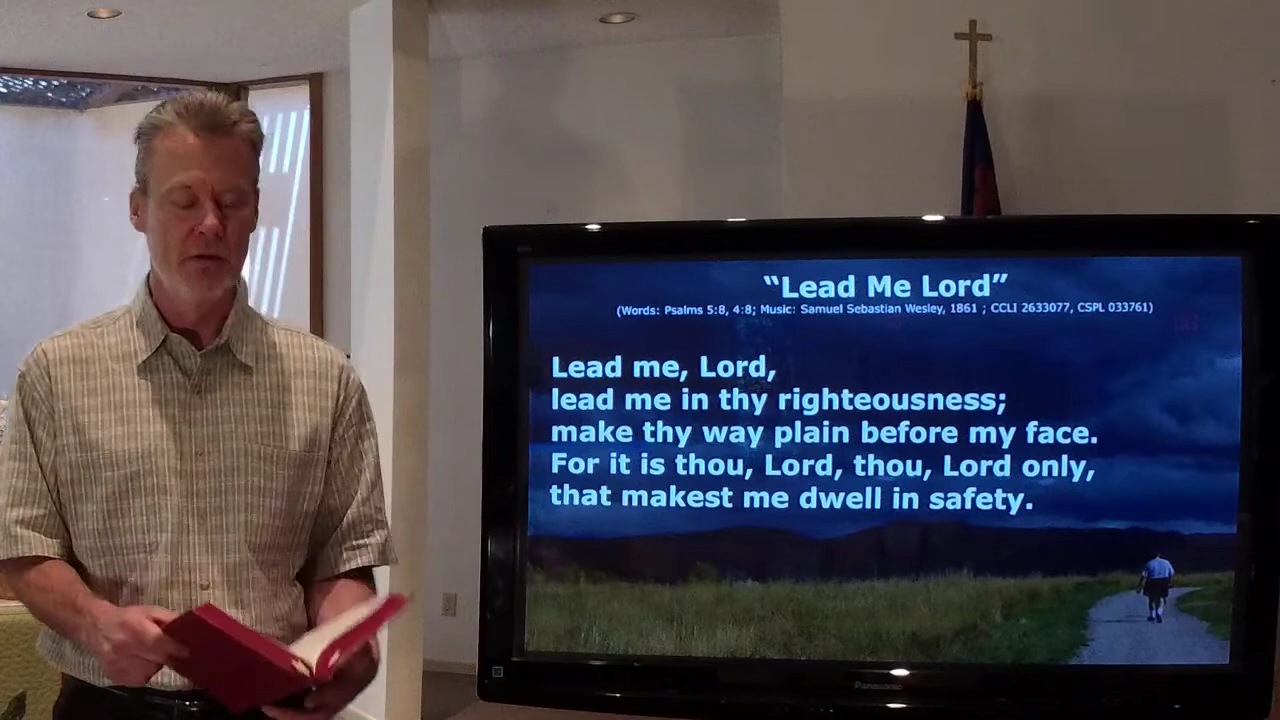 “Lead Me Lord”
(Words: Psalms 5:8, 4:8; Music: Samuel Sebastian Wesley, 1861 ; CCLI 2633077, CSPL 033761)
Lead me, Lord,
lead me in thy righteousness;
make thy way plain before my face.
For it is thou, Lord, thou, Lord only,
that makest me dwell in safety.
Panasonic